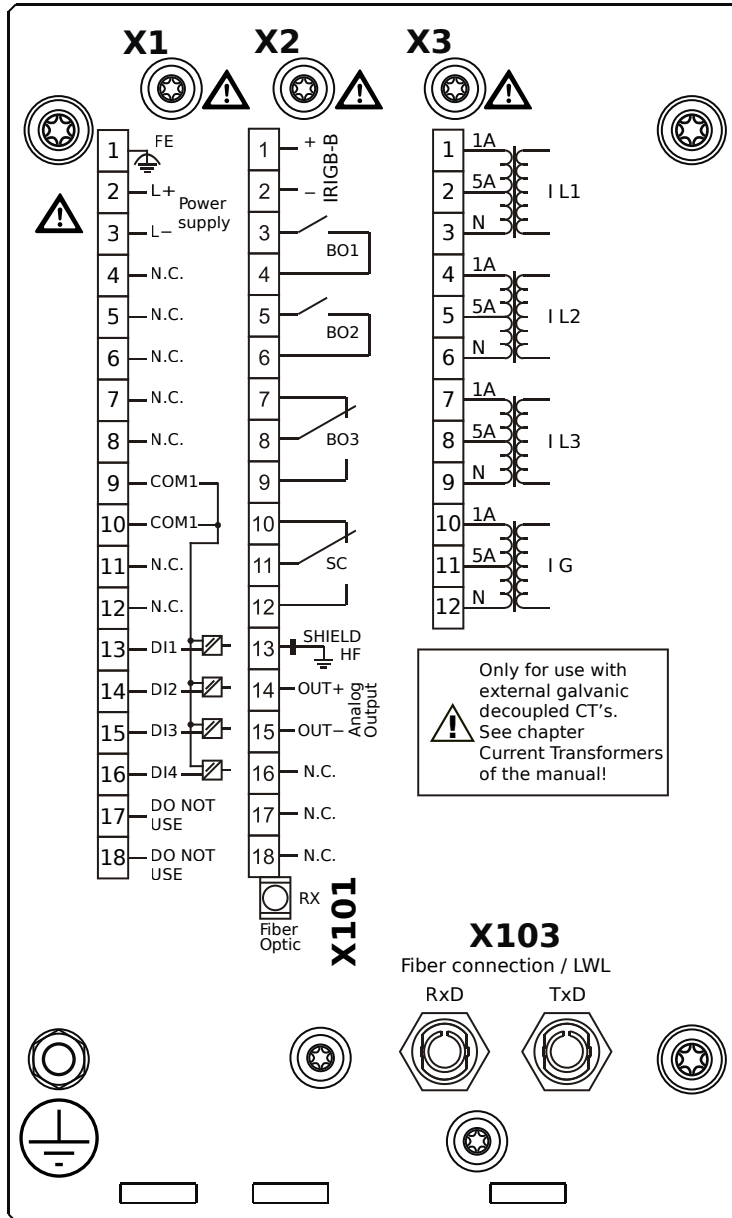 X1 X2 X3
1 FE
2 L+ Power
supply
3 L−
4 N.C.
5 N.C.
6 N.C.
7 N.C.
8 N.C.
9 COM1
10 COM1
11 N.C.
12 N.C.
13 DI1
14 DI2
15 DI3
16 DI4
17 DO NOT
USE
18 DO NOT
USE
1 +
IRIGB-B
2 −
3
BO1
4
5
BO2
6
7
8 BO3
9
10
11 SC
12
13 SHIELD
HF
14 OUT+
Analog
Output
15 OUT−
16 N.C.
17 N.C.
18 N.C.
RX
Fiber
Optic
X101
1 1A
2 5A I L1
3 N
4 1A
5 5A I L2
6 N
7 1A
8 5A I L3
9 N
10 1A
11 5A I G
12 N
Only for use with
external galvanic
decoupled CT's.
See chapter
Current Transformers
of the manual!
X103
Fiber connection / LWL
RxD TxD